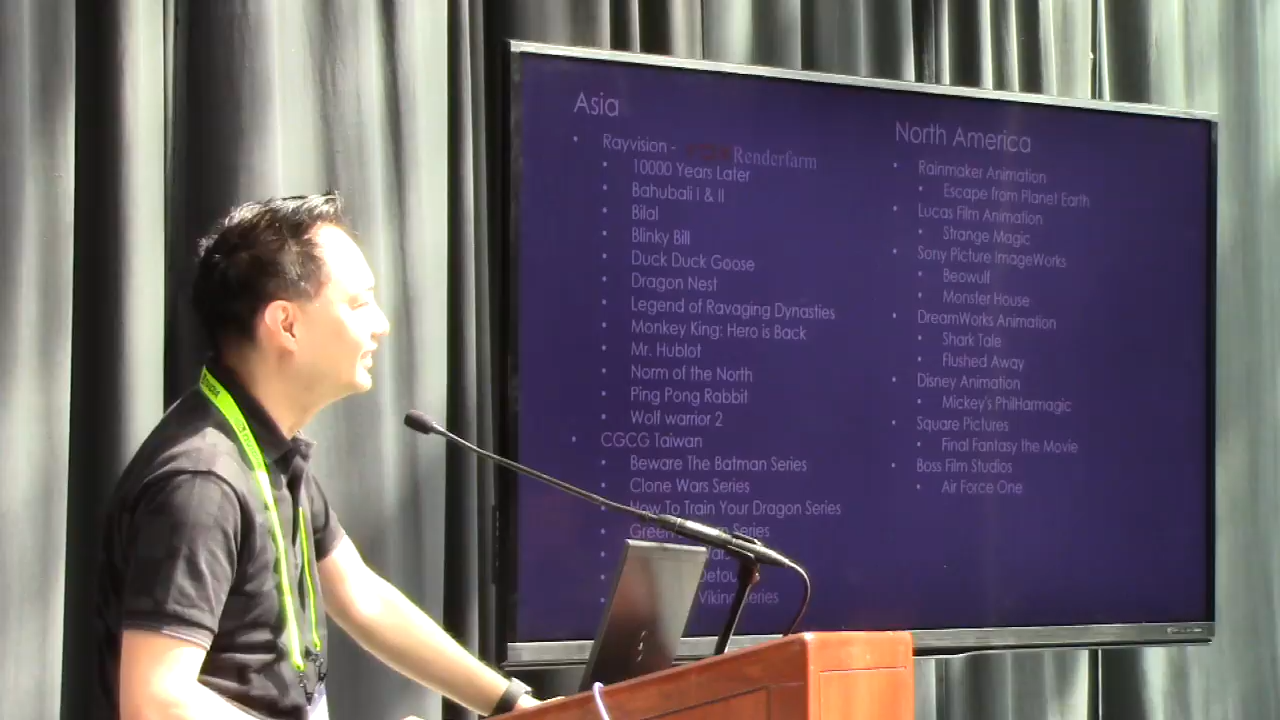 Asia
Rayvision - Renderfarm
10000 Years Later
Bahubali I & II
Bilal
Blinky Bill
Duck Duck Goose
Dragon Nest
Legend of Ravaging Dynasties
Monkey King: Hero is Back
Mr. Hublot
Norm of the North
Ping Pong Rabbit
Wolf warrior 2
CGCG Taiwan
Beware The Batman Series
Clone Wars Series
How To Train Your Dragon Series
Series
Viking Series
North America
Rainmaker Animation
Escape from Planet Earth
Lucas Film Animation
Strange Magic
Sony Picture ImageWorks
Beowulf
Monster House
DreamWorks Animation
Shark Tale
Flushed Away
Disney Animation
Mickey's PhilHarmagic
Square Pictures
Final Fantasy the Movie
Boss Film Studios
Air Force One